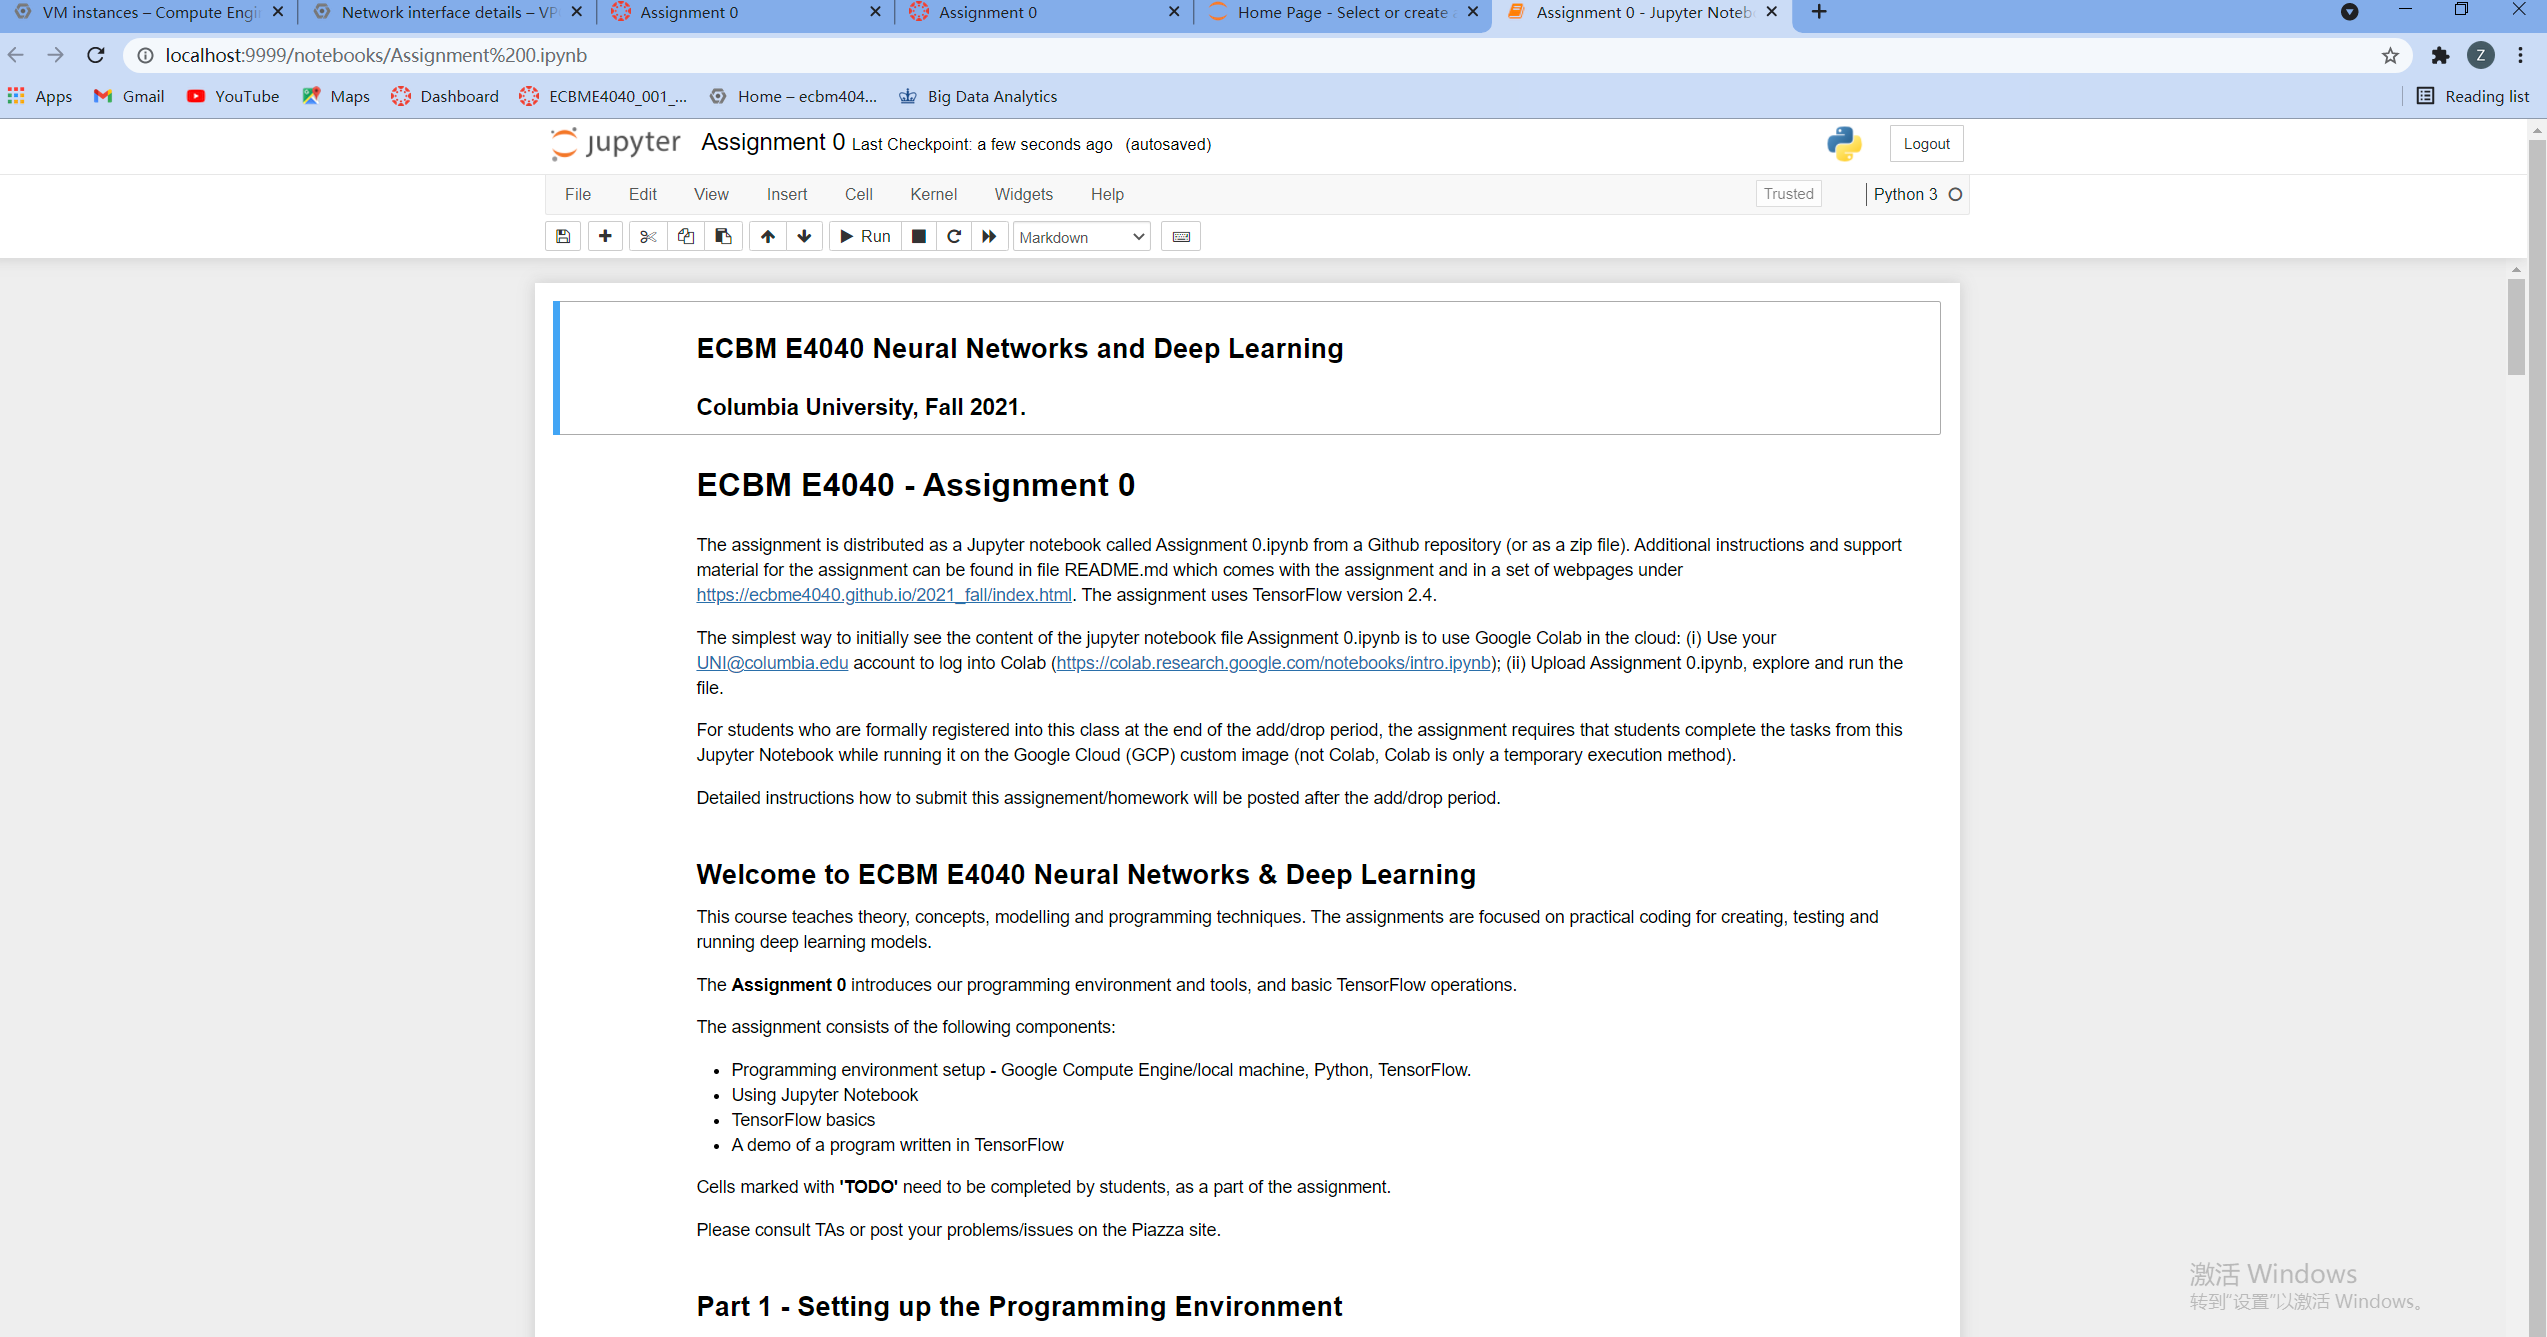 VM instances – Compute Engi
Network interface details – VP
Assignment 0
Assignment 0
Home Page - Select or create
Assignment 0 - Jupyter Noteb
localhost:9999/notebooks/Assignment%200.ipynb
Z
Apps
Gmail
YouTube
Maps
Dashboard
ECBME4040_001_...
Home – ecbm404...
Big Data Analytics
Reading list
jupyter Assignment 0 Last Checkpoint: a few seconds ago (autosaved)
Logout
File Edit View Insert Cell Kernel Widgets Help
Trusted
Python 3
Run
Markdown
ECBM E4040 Neural Networks and Deep Learning
Columbia University, Fall 2021.
ECBM E4040 - Assignment 0
The assignment is distributed as a Jupyter notebook called Assignment 0.ipynb from a Github repository (or as a zip file). Additional instructions and support
material for the assignment can be found in file README.md which comes with the assignment and in a set of webpages under
https://ecbme4040.github.io/2021_fall/index.html. The assignment uses TensorFlow version 2.4.
The simplest way to initially see the content of the jupyter notebook file Assignment 0.ipynb is to use Google Colab in the cloud: (i) Use your
UNI@columbia.edu account to log into Colab (https://colab.research.google.com/notebooks/intro.ipynb); (ii) Upload Assignment 0.ipynb, explore and run the
file.
For students who are formally registered into this class at the end of the add/drop period, the assignment requires that students complete the tasks from this
Jupyter Notebook while running it on the Google Cloud (GCP) custom image (not Colab, Colab is only a temporary execution method).
Detailed instructions how to submit this assignement/homework will be posted after the add/drop period.
Welcome to ECBM E4040 Neural Networks & Deep Learning
This course teaches theory, concepts, modelling and programming techniques. The assignments are focused on practical coding for creating, testing and
running deep learning models.
The Assignment 0 introduces our programming environment and tools, and basic TensorFlow operations.
The assignment consists of the following components:
• Programming environment setup - Google Compute Engine/local machine, Python, TensorFlow.
• Using Jupyter Notebook
• TensorFlow basics
• A demo of a program written in TensorFlow
Cells marked with 'TODO' need to be completed by students, as a part of the assignment.
Please consult TAs or post your problems/issues on the Piazza site.
Part 1 - Setting up the Programming Environment
激活 Windows
转到“设置”以激活 Windows。